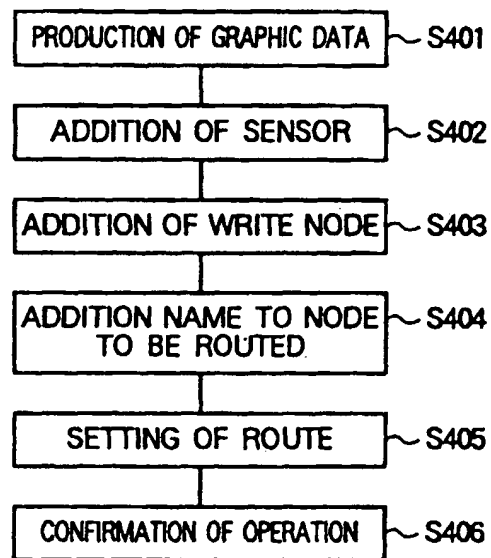 PRODUCTION OF GRAPHIC DATA S401
ADDITION OF SENSOR S402
ADDITION OF WRITE NODE S403
ADDITION NAME TO NODE S404
TO BE ROUTED
SETTING OF ROUTE S405
CONFIRMATION OF OPERATION S406